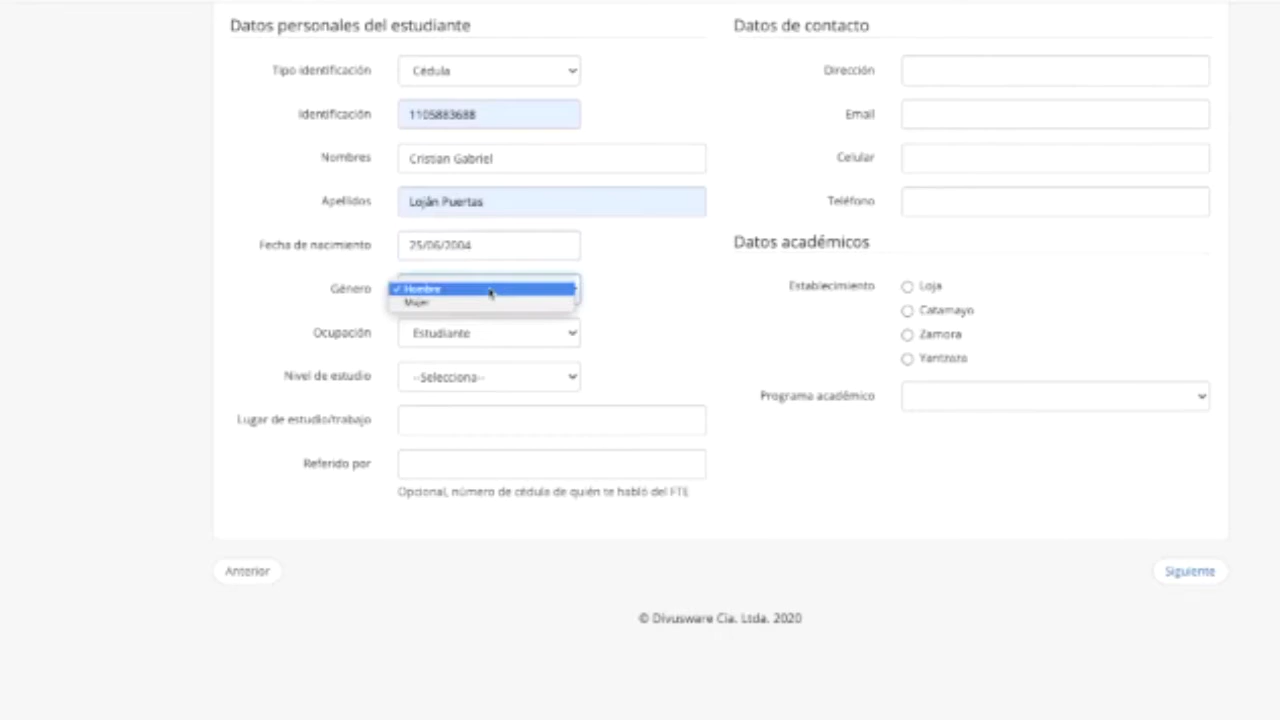 Datos personales del estudiante
Tipo identificación
Cédula
Identificación
1105883688
Nombres
Cristian Gabriel
Apellidos
Loján Puertas
Fecha de nacimiento
25/06/2004
Género
✓ Hombre
Mujer
Ocupación
Estudiante
Nivel de estudio
--Selecciona--
Lugar de estudio/trabajo
Referido por
Opcional, número de cédula de quién te habló del FTE
Datos de contacto
Dirección
Email
Celular
Teléfono
Datos académicos
Establecimiento
Loja
Catamayo
Zamora
Yantzaza
Programa académico
Anterior
Siguiente
© Divusware Cia. Ltda. 2020